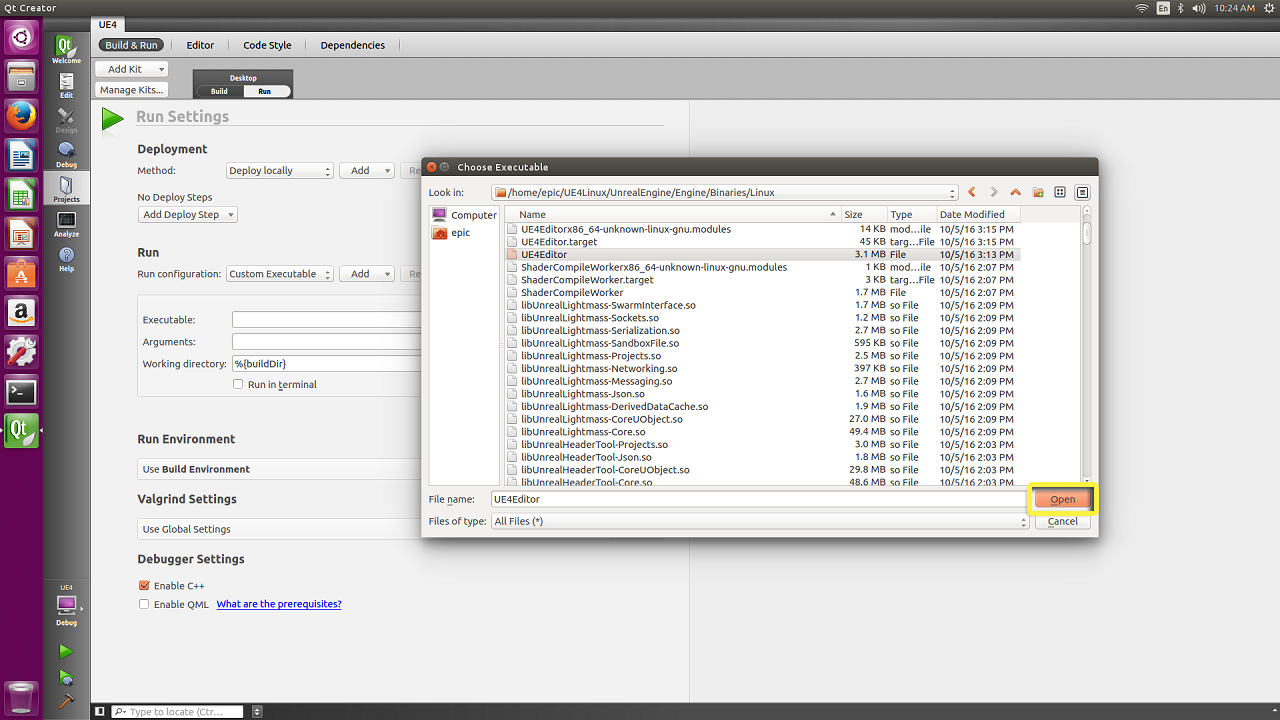 Qt Creator
En
10:24 AM
UE4
Build & Run
Editor
Code Style
Dependencies
Add Kit
Manage Kits...
Desktop
Build
Run
Qt
Welcome
Edit
Design
Debug
Projects
Analyze
Help
Run Settings
Deployment
Method:
Deploy locally
Add
Re
No Deploy Steps
Add Deploy Step
Run
Run configuration:
Custom Executable
Add
Re
Executable:
Arguments:
Working directory:
%{buildDir}
Run in terminal
Run Environment
Use Build Environment
Valgrind Settings
Use Global Settings
Debugger Settings
Enable C++
Enable QML
What are the prerequisites?
Choose Executable
Look in:
/home/epic/UE4Linux/UnrealEngine/Engine/Binaries/Linux
Computer
epic
Name Size Type Date Modified
UE4Editorx86_64-unknown-linux-gnu.modules 14 KB mod...ile 10/5/16 3:15 PM
UE4Editor.target 45 KB targ...File 10/5/16 3:15 PM
UE4Editor 3.1 MB File 10/5/16 3:13 PM
ShaderCompileWorkerx86_64-unknown-linux-gnu.modules 1 KB mod...ile 10/5/16 2:07 PM
ShaderCompileWorker.target 3 KB targ...File 10/5/16 2:07 PM
ShaderCompileWorker 1.7 MB File 10/5/16 2:07 PM
libUnrealLightmass-SwarmInterface.so 1.7 MB so File 10/5/16 2:09 PM
libUnrealLightmass-Sockets.so 1.2 MB so File 10/5/16 2:09 PM
libUnrealLightmass-Serialization.so 2.7 MB so File 10/5/16 2:09 PM
libUnrealLightmass-SandboxFile.so 595 KB so File 10/5/16 2:09 PM
libUnrealLightmass-Projects.so 2.5 MB so File 10/5/16 2:09 PM
libUnrealLightmass-Networking.so 397 KB so File 10/5/16 2:09 PM
libUnrealLightmass-Messaging.so 2.7 MB so File 10/5/16 2:09 PM
libUnrealLightmass-Json.so 1.6 MB so File 10/5/16 2:09 PM
libUnrealLightmass-DerivedDataCache.so 1.9 MB so File 10/5/16 2:09 PM
libUnrealLightmass-CoreUObject.so 27.0 MB so File 10/5/16 2:09 PM
libUnrealLightmass-Core.so 49.4 MB so File 10/5/16 2:09 PM
libUnrealHeaderTool-Projects.so 3.0 MB so File 10/5/16 2:03 PM
libUnrealHeaderTool-Json.so 1.8 MB so File 10/5/16 2:03 PM
libUnrealHeaderTool-CoreUObject.so 29.8 MB so File 10/5/16 2:03 PM
libUnrealHeaderTool-Core.so 48.6 MB so File 10/5/16 2:03 PM
File name:
UE4Editor
Open
Files of type:
All Files (*)
Cancel
UE4
Debug
Type to locate (Ctr...
a
Qt